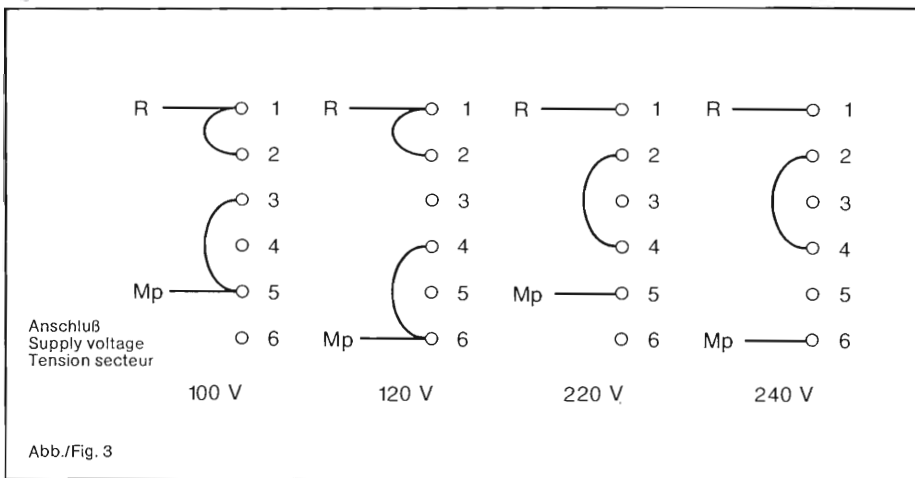 R 1 R 1 R 1 R 1
2 2 2 2
3 3 3 3
4 4 4 4
Mp 5 5 Mp 5 5
6 Mp 6 6 Mp 6
Anschluß
Supply voltage
Tension secteur
100 V 120 V 220 V 240 V
Abb./Fig. 3